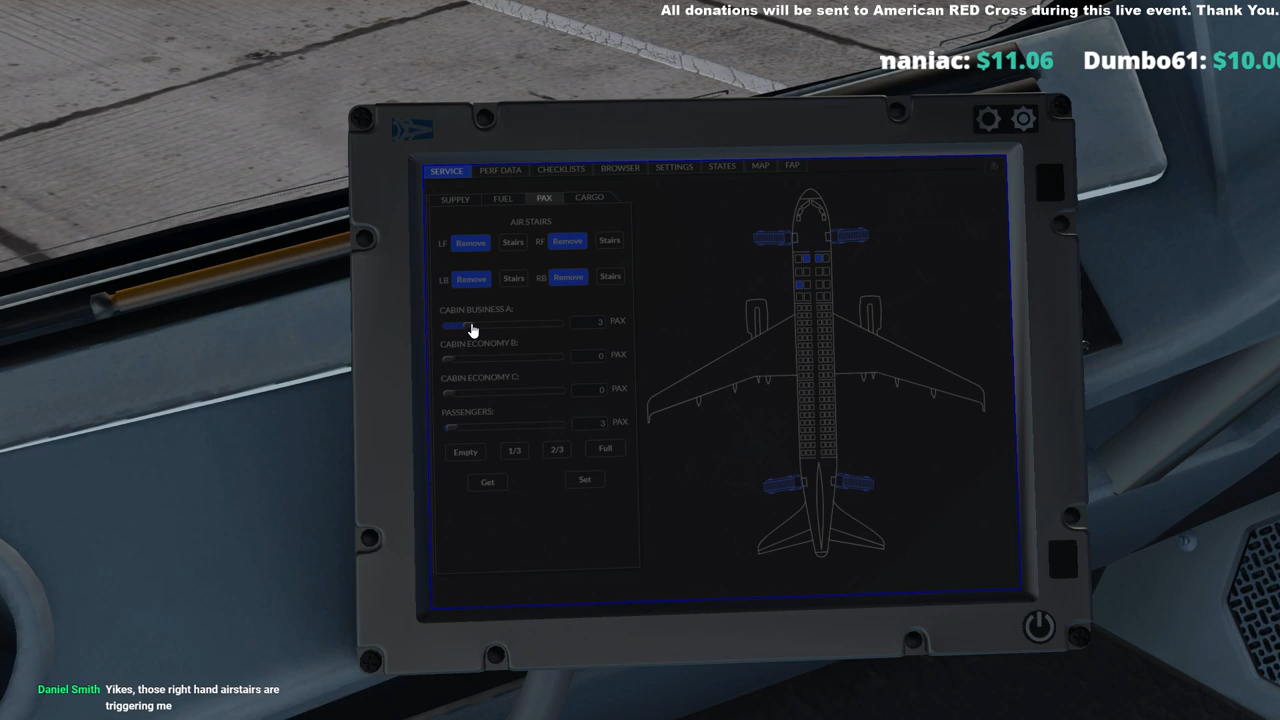 All donations will be sent to American RED Cross during this live event. Thank You.
naniac: $11.06 Dumbo61: $10.00
SERVICE PERF DATA CHECKLISTS BROWSER SETTINGS STATES MAP FAP
SUPPLY FUEL PAX CARGO
AIR STAIRS
LF Remove Stairs RF Remove Stairs
LB Remove Stairs RB Remove Stairs
CABIN BUSINESS A:
3 PAX
CABIN ECONOMY B:
0 PAX
CABIN ECONOMY C:
0 PAX
PASSENGERS:
3 PAX
Empty 1/3 2/3 Full
Get Set
Daniel Smith Yikes, those right hand airstairs are
triggering me